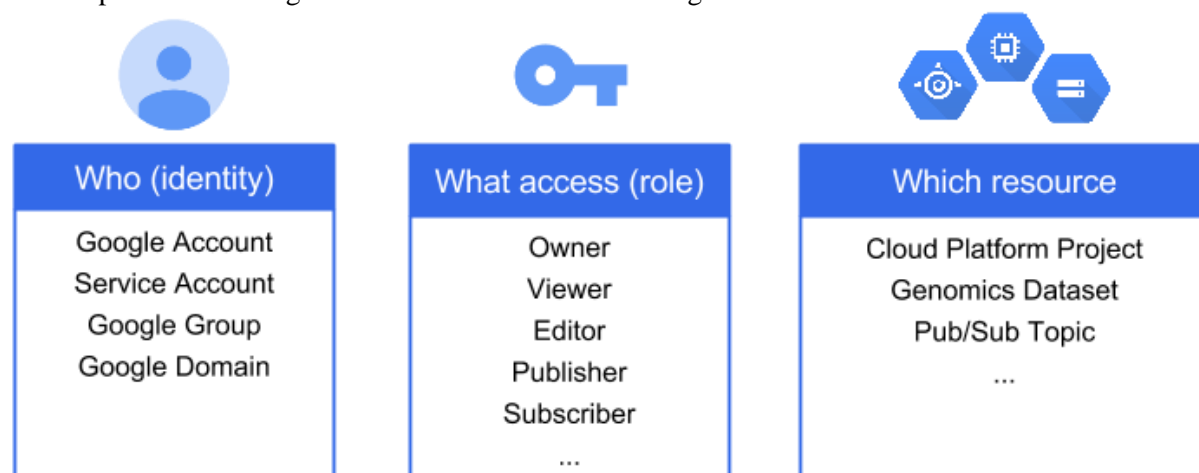 Who (identity)
Google Account
Service Account
Google Group
Google Domain
What access (role)
Owner
Viewer
Editor
Publisher
Subscriber
...
Which resource
Cloud Platform Project
Genomics Dataset
Pub/Sub Topic
...